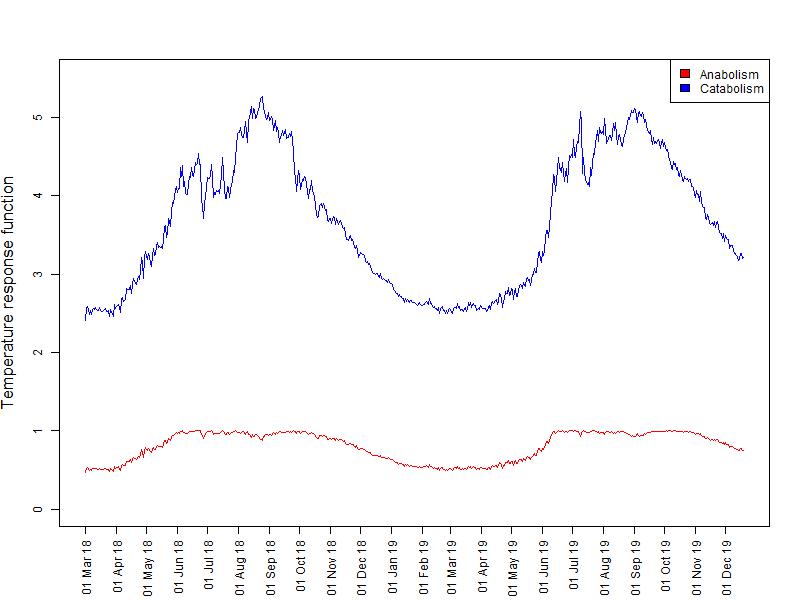 Anabolism
Catabolism
Temperature response function
5
4
3
2
1
0
01 Mar 18
01 Apr 18
01 May 18
01 Jun 18
01 Jul 18
01 Aug 18
01 Sep 18
01 Oct 18
01 Nov 18
01 Dec 18
01 Jan 19
01 Feb 19
01 Mar 19
01 Apr 19
01 May 19
01 Jun 19
01 Jul 19
01 Aug 19
01 Sep 19
01 Oct 19
01 Nov 19
01 Dec 19